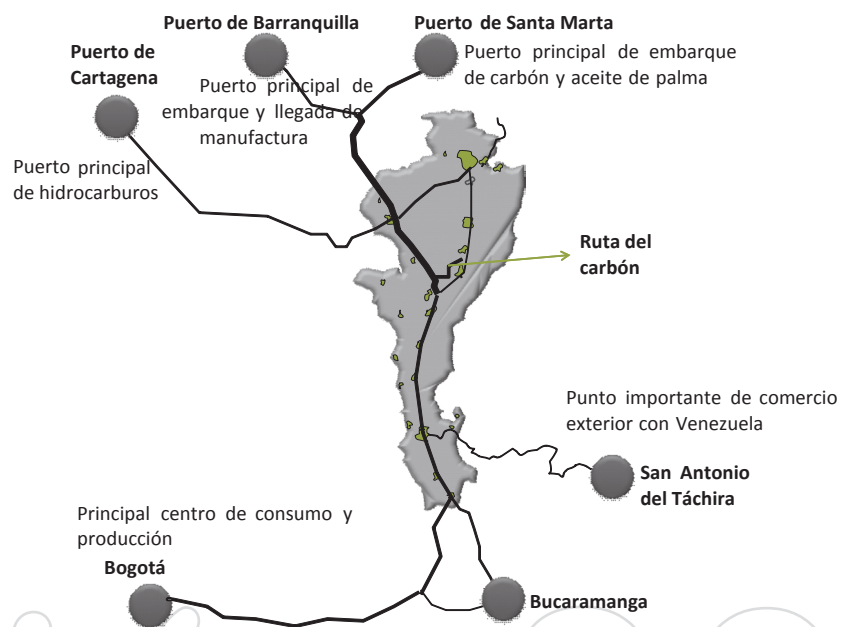 Puerto de Barranquilla
Puerto de Santa Marta
Puerto de
Cartagena
Puerto principal de embarque
de carbón y aceite de palma
Puerto principal de
embarque y llegada de
manufactura
Puerto principal
de hidrocarburos
Ruta del
carbón
Punto importante de comercio
exterior con Venezuela
San Antonio
del Táchira
Principal centro de consumo y
producción
Bogotá
Bucaramanga